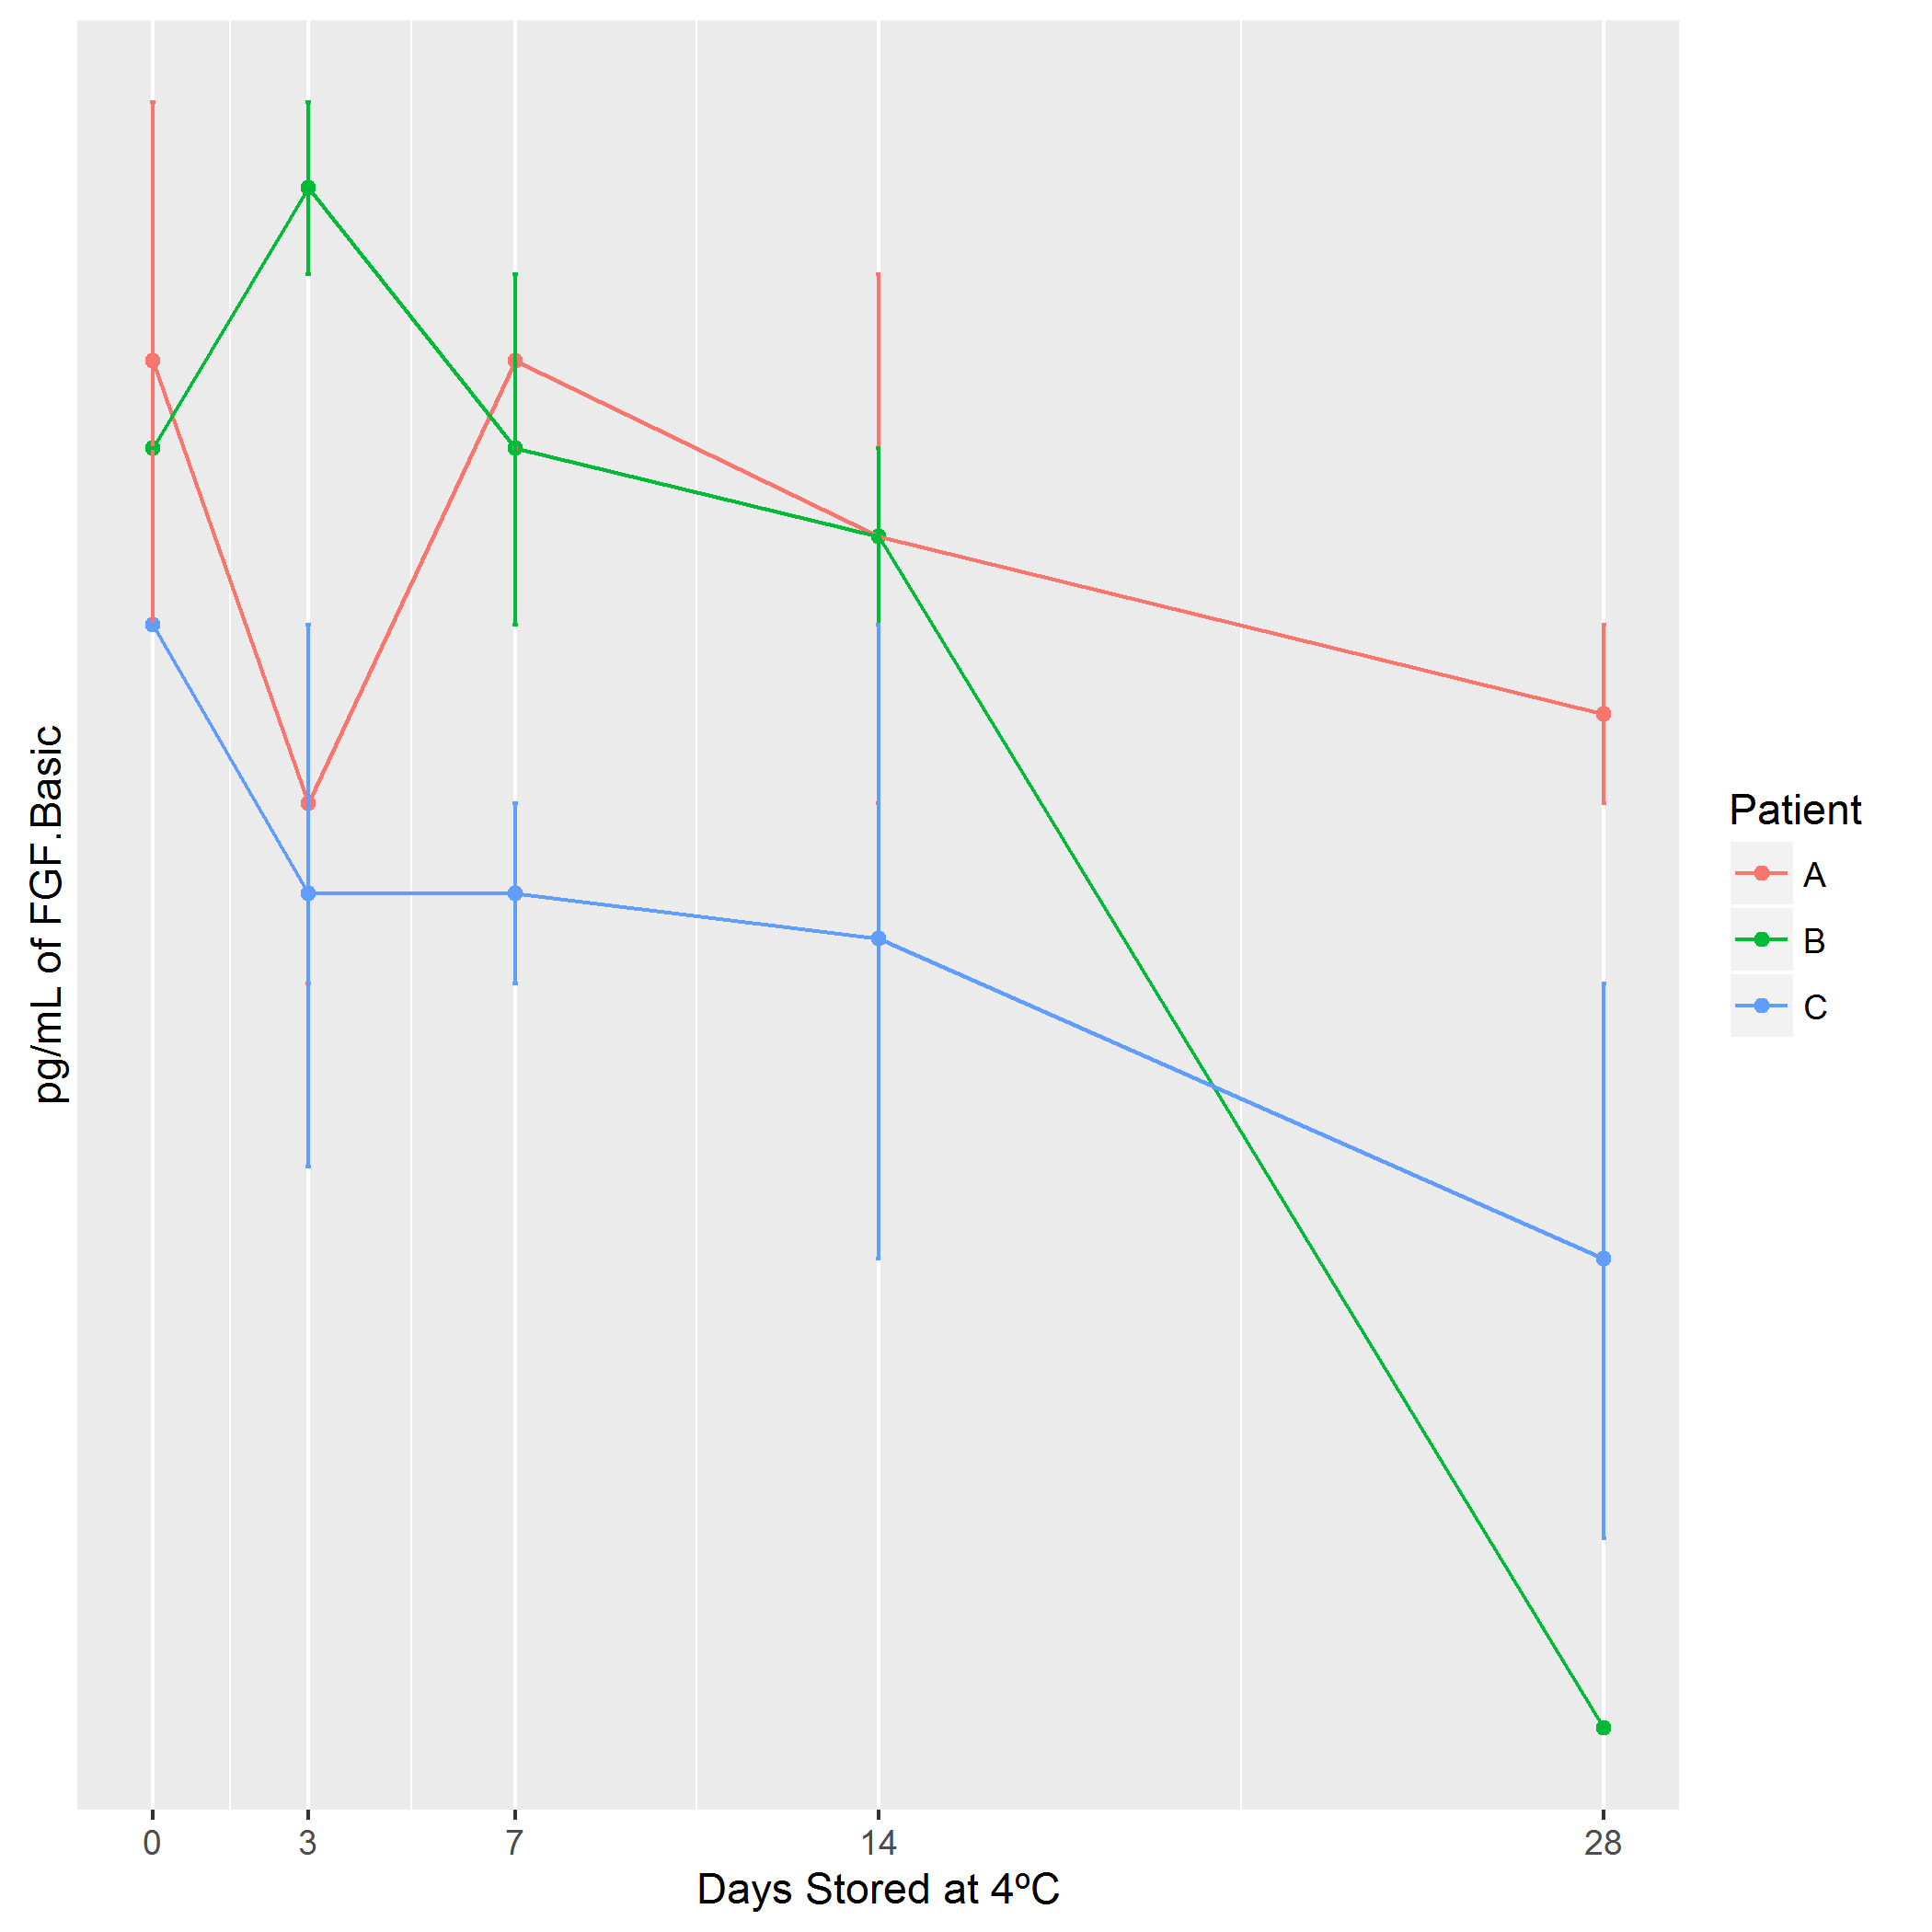 pg/mL of FGF.Basic
Patient
A
B
C
0 3 7 14 28
Days Stored at 4ºC